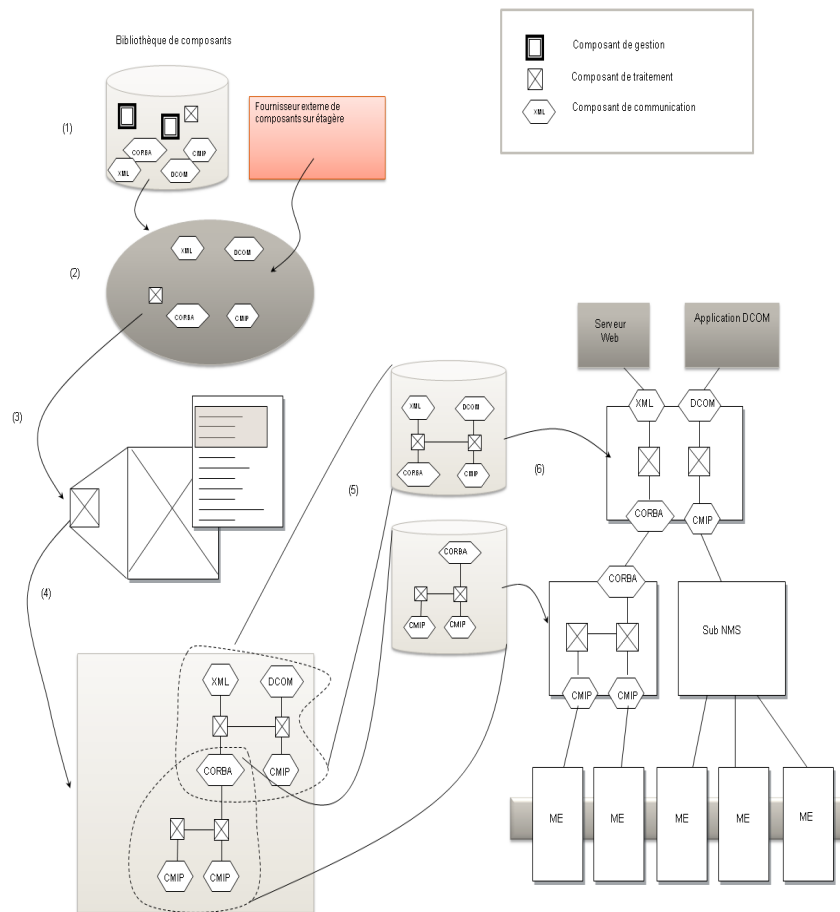 Bibliothèque de composants
Composant de gestion
Composant de traitement
XML
Composant de communication
(1)
Fournisseur externe de
composants sur étagère
CORBA
CMIP
XML
DCOM
(2)
XML
DCOM
CORBA
CMIP
Serveur
Web
Application DCOM
(3)
XML
DCOM
CORBA
CMIP
(5)
(6)
XML
DCOM
CORBA
CMIP
(4)
CORBA
CMIP
CMIP
CORBA
CMIP
CMIP
Sub NMS
XML
DCOM
CORBA
CMIP
CMIP
CMIP
ME
ME
ME
ME
ME